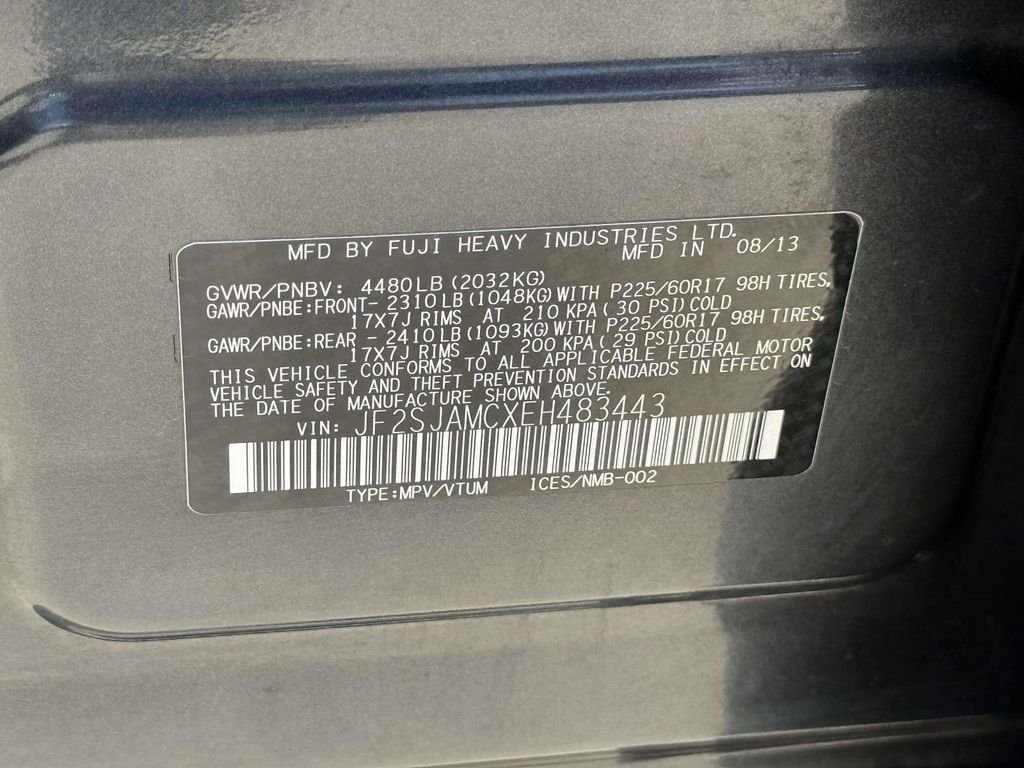 MFD BY FUJI HEAVY INDUSTRIES LTD.
MFD IN 08/13
GVWR/PNBV: 4480LB(2032KG)
GAWR/PNBE:FRONT- 2310LB(1048KG)WITH P225/60R17 98H TIRES,
17X7J RIMS AT 210 KPA(30 PSI)COLD
GAWR/PNBE:REAR - 2410LB(1093KG)WITH P225/60R17 98H TIRES,
17X7J RIMS AT 200 KPA(29 PSI)COLD
THIS VEHICLE CONFORMS TO ALL APPLICABLE FEDERAL MOTOR
VEHICLE SAFETY AND THEFT PREVENTION STANDARDS IN EFFECT ON
THE DATE OF MANUFACTURE SHOWN ABOVE.
VIN: JF2SJAMCXEH483443
TYPE:MPV/VTUM ICES/NMB-002